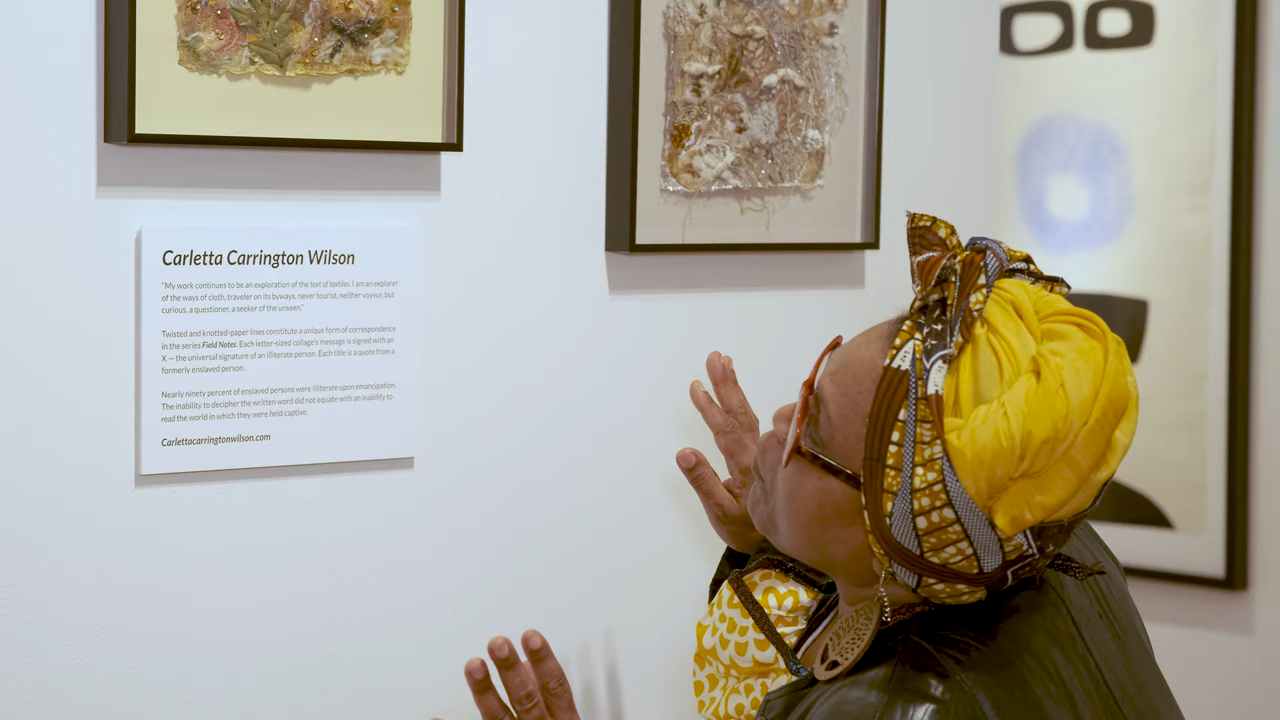 Carletta Carrington Wilson
"My work continues to be an exploration of the text of textiles. I am an explorer
of the ways of cloth, traveler on its byways, never tourist, neither voyeur, but
curious, a questioner, a seeker of the unseen."
Twisted and knotted-paper lines constitute a unique form of correspondence
in the series Field Notes. Each letter-sized collage's message is signed with an
X — the universal signature of an illiterate person. Each title is a quote from a
formerly enslaved person.
Nearly ninety percent of enslaved persons were illiterate upon emancipation.
The inability to decipher the written word did not equate with an inability to
read the world in which they were held captive.
Carlettacarringtonwilson.com